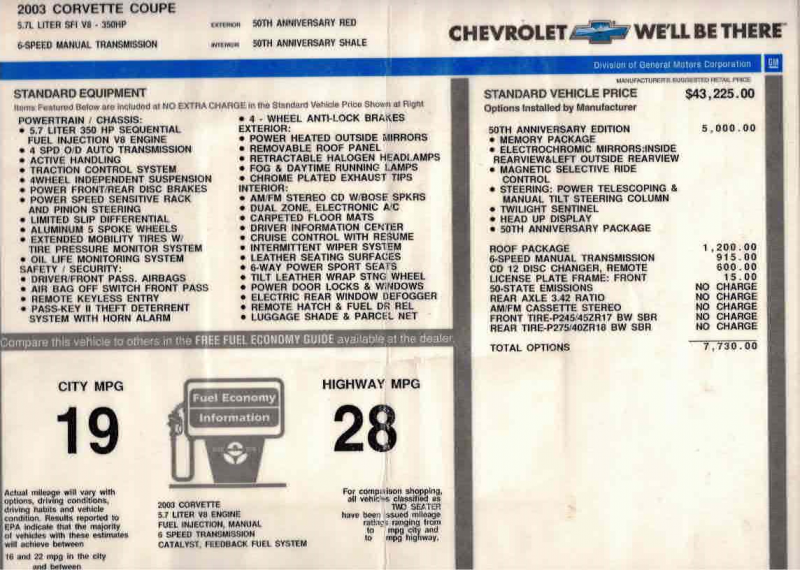 2003 CORVETTE COUPE
5.7L LITER SFI V8 - 350HP
6-SPEED MANUAL TRANSMISSION
EXTERIOR 50TH ANNIVERSARY RED
INTERIOR 50TH ANNIVERSARY SHALE
CHEVROLET WE'LL BE THERE
Division of General Motors Corporation GM
STANDARD EQUIPMENT
Items Featured Below are Included at NO EXTRA CHARGE in the Standard Vehicle Price Shown at Right
POWERTRAIN / CHASSIS:
• 5.7 LITER 350 HP SEQUENTIAL
FUEL INJECTION V8 ENGINE
• 4 SPD O/D AUTO TRANSMISSION
• ACTIVE HANDLING
• TRACTION CONTROL SYSTEM
• 4WHEEL INDEPENDENT SUSPENSION
• POWER FRONT/REAR DISC BRAKES
• POWER SPEED SENSITIVE RACK
AND PINION STEERING
• LIMITED SLIP DIFFERENTIAL
• ALUMINUM 5 SPOKE WHEELS
• EXTENDED MOBILITY TIRES W/
TIRE PRESSURE MONITOR SYSTEM
• OIL LIFE MONITORING SYSTEM
SAFETY / SECURITY:
• DRIVER/FRONT PASS. AIRBAGS
• AIR BAG OFF SWITCH FRONT PASS
• REMOTE KEYLESS ENTRY
• PASS-KEY II THEFT DETERRENT
SYSTEM WITH HORN ALARM
• 4 - WHEEL ANTI-LOCK BRAKES
EXTERIOR:
• POWER HEATED OUTSIDE MIRRORS
• REMOVABLE ROOF PANEL
• RETRACTABLE HALOGEN HEADLAMPS
• FOG & DAYTIME RUNNING LAMPS
• CHROME PLATED EXHAUST TIPS
INTERIOR:
• AM/FM STEREO CD W/BOSE SPKRS
• DUAL ZONE, ELECTRONIC A/C
• CARPETED FLOOR MATS
• DRIVER INFORMATION CENTER
• CRUISE CONTROL WITH RESUME
• INTERMITTENT WIPER SYSTEM
• LEATHER SEATING SURFACES
• 6-WAY POWER SPORT SEATS
• TILT LEATHER WRAP STNG WHEEL
• POWER DOOR LOCKS & WINDOWS
• ELECTRIC REAR WINDOW DEFOGGER
• REMOTE HATCH & FUEL DR REL
• LUGGAGE SHADE & PARCEL NET
MANUFACTURER'S SUGGESTED RETAIL PRICE
STANDARD VEHICLE PRICE $43,225.00
Options Installed by Manufacturer
50TH ANNIVERSARY EDITION 5,000.00
• MEMORY PACKAGE
• ELECTROCHROMIC MIRRORS:INSIDE
REARVIEW&LEFT OUTSIDE REARVIEW
• MAGNETIC SELECTIVE RIDE
CONTROL
• STEERING: POWER TELESCOPING &
MANUAL TILT STEERING COLUMN
• TWILIGHT SENTINEL
• HEAD UP DISPLAY
• 50TH ANNIVERSARY PACKAGE
ROOF PACKAGE 1,200.00
6-SPEED MANUAL TRANSMISSION 915.00
CD 12 DISC CHANGER, REMOTE 600.00
LICENSE PLATE FRAME: FRONT 15.00
50-STATE EMISSIONS NO CHARGE
REAR AXLE 3.42 RATIO NO CHARGE
AM/FM CASSETTE STEREO NO CHARGE
FRONT TIRE-P245/45ZR17 BW SBR NO CHARGE
REAR TIRE-P275/40ZR18 BW SBR NO CHARGE
TOTAL OPTIONS 7,730.00
Compare this vehicle to others in the FREE FUEL ECONOMY GUIDE available at the dealer.
CITY MPG
19
Fuel Economy
Information
HIGHWAY MPG
28
Actual mileage will vary with
options, driving conditions,
driving habits and vehicle
condition. Results reported to
EPA indicate that the majority
of vehicles with these estimates
will achieve between
16 and 22 mpg in the city
and between
2003 CORVETTE
5.7 LITER V8 ENGINE
FUEL INJECTION, MANUAL
6 SPEED TRANSMISSION
CATALYST, FEEDBACK FUEL SYSTEM
For comparison shopping,
all vehicles classified as
TWO SEATER
have been issued mileage
ratings ranging from
to mpg city and
to mpg highway.